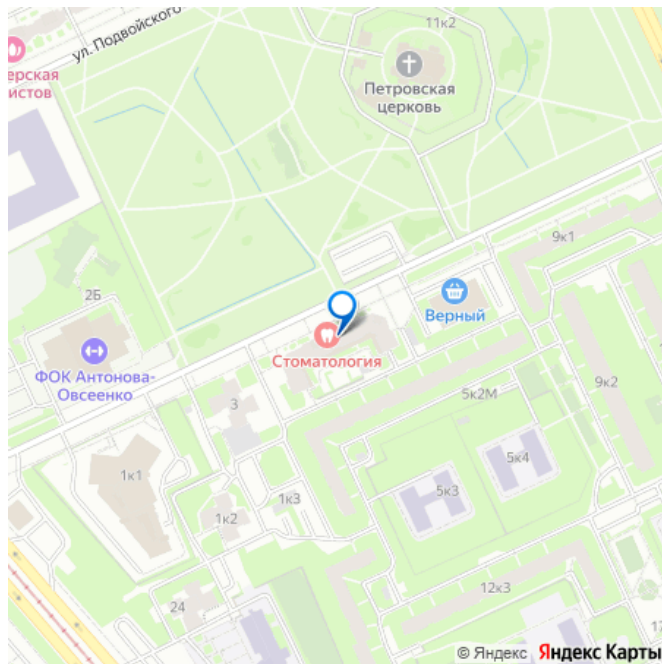 11к2
ул. Подвойского
ерская
истов
Петровская
церковь
9к1
2Б
Верный
Стоматология
ФОК Антонова-
Овсеенко
9к2
5к2М
3
5к4
1к1
5к3
1к3
1к2
12к3
24
17
© Яндекс Яндекс Карты